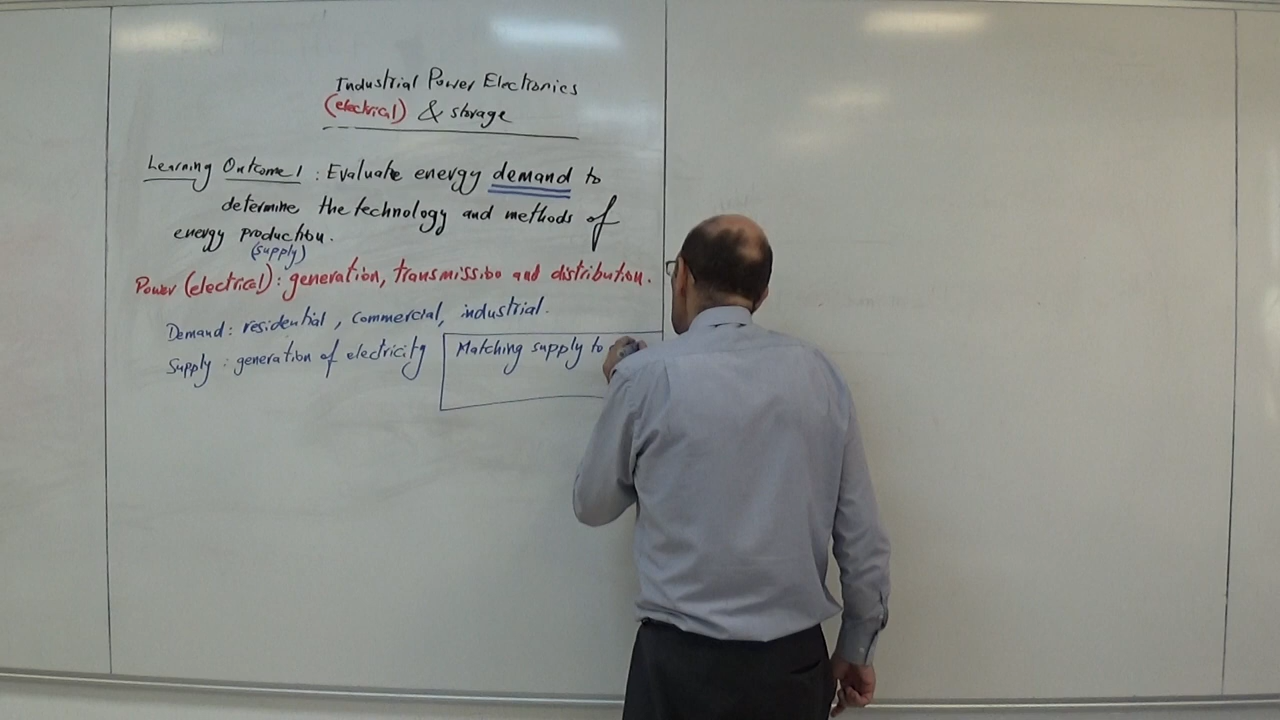 Industrial Power Electronics
(electrical) & storage
Learning Outcome 1 : Evaluate energy demand to
determine the technology and methods of
energy production.
(supply)
Power (electrical): generation, transmissio and distribution.
Demand: residential, commercial, industrial.
Supply : generation of electricity
Matching supply to